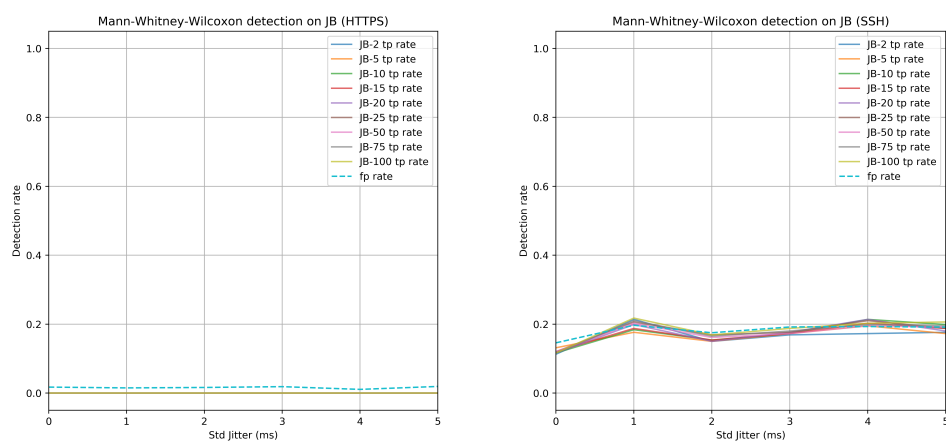 Mann-Whitney-Wilcoxon detection on JB (HTTPS)
1.0
0.8
0.6
0.4
0.2
0.0
Detection rate
0 1 2 3 4 5
Std Jitter (ms)
JB-2 tp rate
JB-5 tp rate
JB-10 tp rate
JB-15 tp rate
JB-20 tp rate
JB-25 tp rate
JB-50 tp rate
JB-75 tp rate
JB-100 tp rate
fp rate
Mann-Whitney-Wilcoxon detection on JB (SSH)
1.0
0.8
0.6
0.4
0.2
0.0
Detection rate
0 1 2 3 4 5
Std Jitter (ms)
JB-2 tp rate
JB-5 tp rate
JB-10 tp rate
JB-15 tp rate
JB-20 tp rate
JB-25 tp rate
JB-50 tp rate
JB-75 tp rate
JB-100 tp rate
fp rate